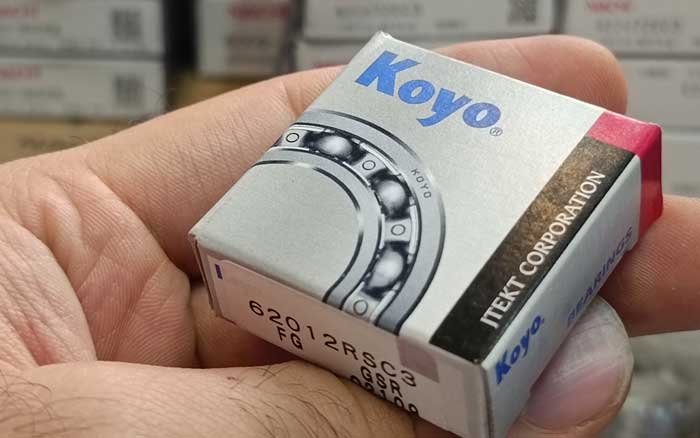 Koyo®
KOYO
JTEKT CORPORATION
Koyo®
BEARINGS
62012RSC3
FG GSR